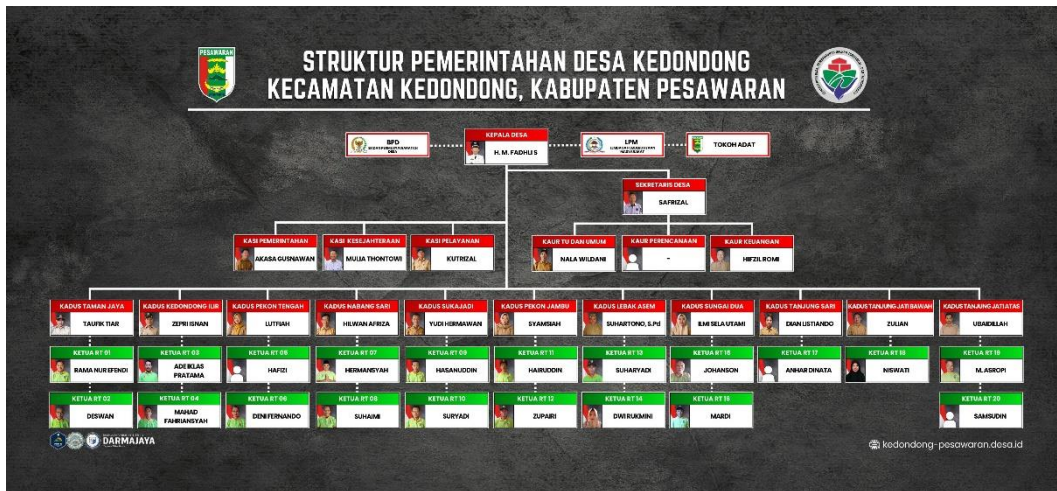 PESAWARAN
STRUKTUR PEMERINTAHAN DESA KEDONDONG
KECAMATAN KEDONDONG, KABUPATEN PESAWARAN
BPD
KEPALA DESA
H. M. FADHLI S
LPM
TOKOH ADAT
SEKRETARIS DESA
SAFRIZAL
KASI PEMERINTAHAN
AKASA GUSNAWAN
KASI KESEJAHTERAAN
MULIA THONTOWI
KASI PELAYANAN
KUTRIZAL
KAUR TU DAN UMUM
NALA WILDANI
KAUR PERENCANAAN
-
KAUR KEUANGAN
HIFZIL ROMI
KADUS TAMAN JAYA
TAUFIK TIAR
KADUS KEDONDONG ILIR
ZEPRI ISNAN
KADUS PEKON TENGAH
LUTFIAH
KADUS MARANG SARI
HILWAN AFRIZA
KADUS SUKAJADI
YUDI HERMAWAN
KADUS PEKON JAMBU
SYAMSIAH
KADUS LEBAK ASEM
SUHARTONO, S.Pd
KADUS SUNGAI DUA
ILMI SELA UTAMI
KADUS TANJUNG SARI
DIAN LISTIANDO
KADUS TANJUNG JATI BAWAH
ZULIAN
KADUS TANJUNG JATI ATAS
UBAIDILLAH
KETUA RT 01
RAMA NUR EFENDI
KETUA RT 03
ADE IKLAS
PRATAMA
KETUA RT 05
HAFIZI
KETUA RT 07
HERMANSYAH
KETUA RT 09
HASANUDDIN
KETUA RT 11
HAIRUDDIN
KETUA RT 13
SUHARYADI
KETUA RT 15
JOHANSON
KETUA RT 17
ANHAR DINATA
KETUA RT 18
NISWATI
KETUA RT 19
M. ASROPI
KETUA RT 02
DESWAN
KETUA RT 04
MAHAD
FAHRIANSYAH
KETUA RT 06
DENI FERNANDO
KETUA RT 08
SUHAIMI
KETUA RT 10
SURYADI
KETUA RT 12
ZUPAIRI
KETUA RT 14
DWI RUKMINI
KETUA RT 16
MARDI
KETUA RT 20
SAMSUDIN
DARMAJAYA
kedondong-pesawaran.desa.id